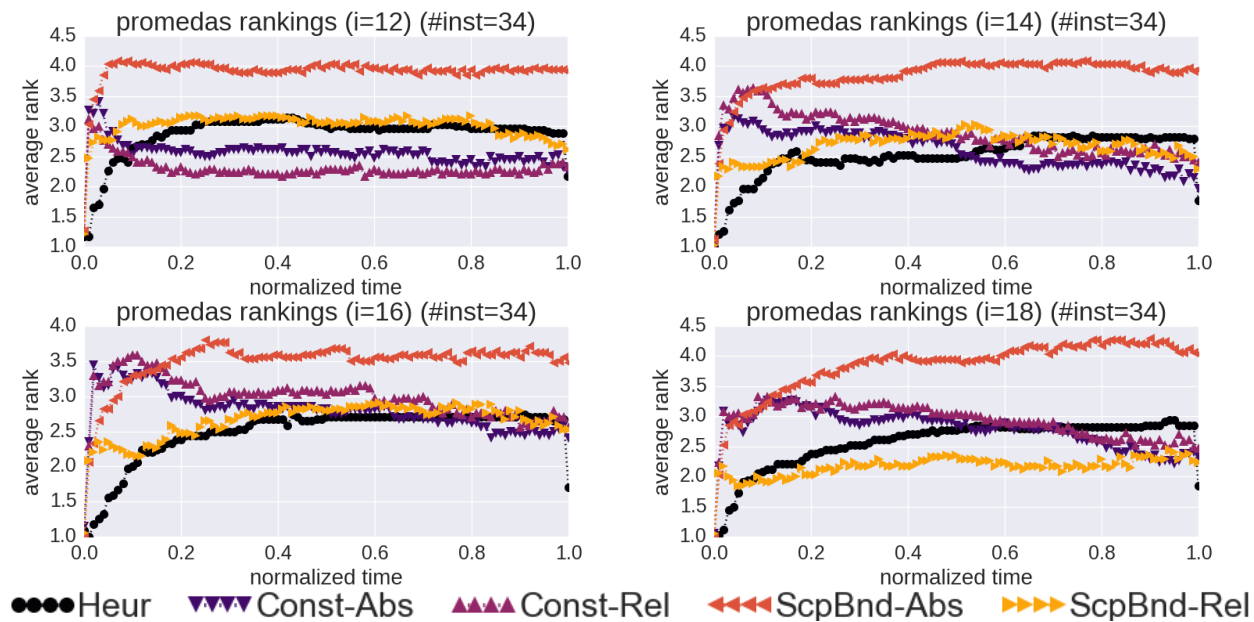 promedas rankings (i=12) (#inst=34)
average rank
4.5
4.0
3.5
3.0
2.5
2.0
1.5
1.0
0.0 0.2 0.4 0.6 0.8 1.0
normalized time
promedas rankings (i=14) (#inst=34)
average rank
4.5
4.0
3.5
3.0
2.5
2.0
1.5
1.0
0.0 0.2 0.4 0.6 0.8 1.0
normalized time
promedas rankings (i=16) (#inst=34)
average rank
4.0
3.5
3.0
2.5
2.0
1.5
1.0
0.0 0.2 0.4 0.6 0.8 1.0
normalized time
promedas rankings (i=18) (#inst=34)
average rank
4.5
4.0
3.5
3.0
2.5
2.0
1.5
1.0
0.0 0.2 0.4 0.6 0.8 1.0
normalized time
Heur Const-Abs Const-Rel ScpBnd-Abs ScpBnd-Rel